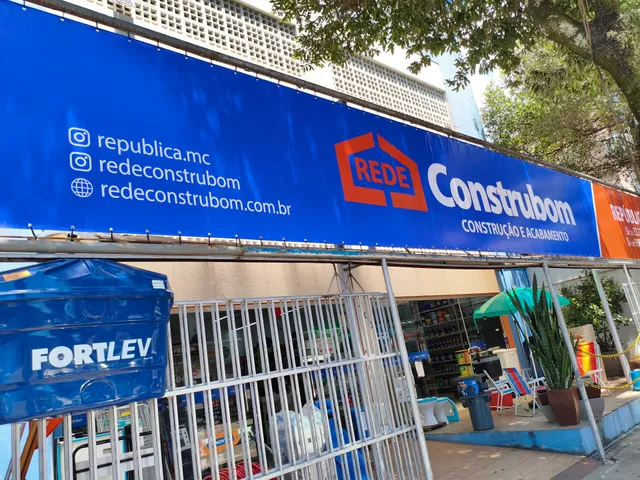 republica.mc
redeconstrubom
redeconstrubom.com.br
REDE
Construbom
CONSTRUÇÃO E ACABAMENTO
FORTLEV